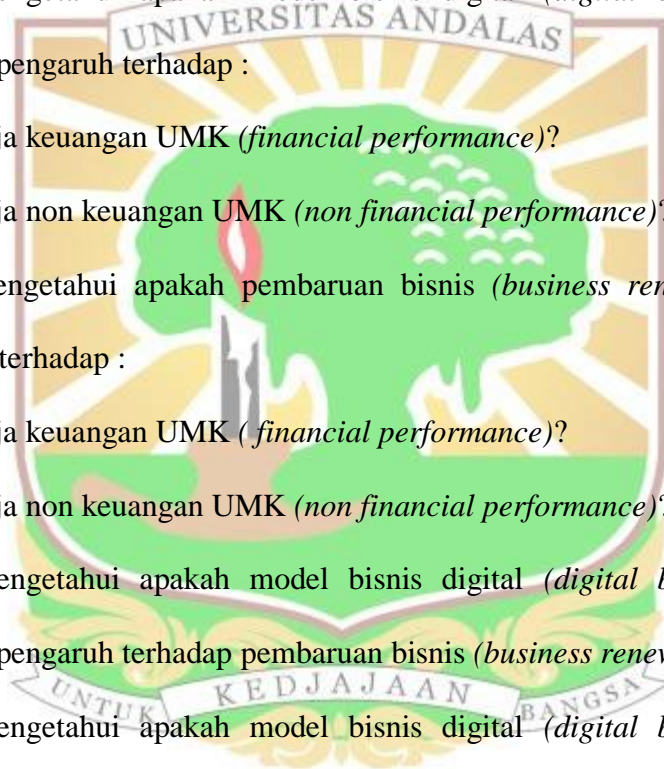 UNIVERSITAS ANDALAS
pengaruh terhadap :
ja keuangan UMK (financial performance)?
ja non keuangan UMK (non financial performance)?
engetahui apakah pembaruan bisnis (business ren
terhadap :
ja keuangan UMK ( financial performance)?
ja non keuangan UMK (non financial performance)?
engetahui apakah model bisnis digital (digital b
pengaruh terhadap pembaruan bisnis (business renew
UNTUK KEDJAJAAN BANGSA
engetahui apakah model bisnis digital (digital b